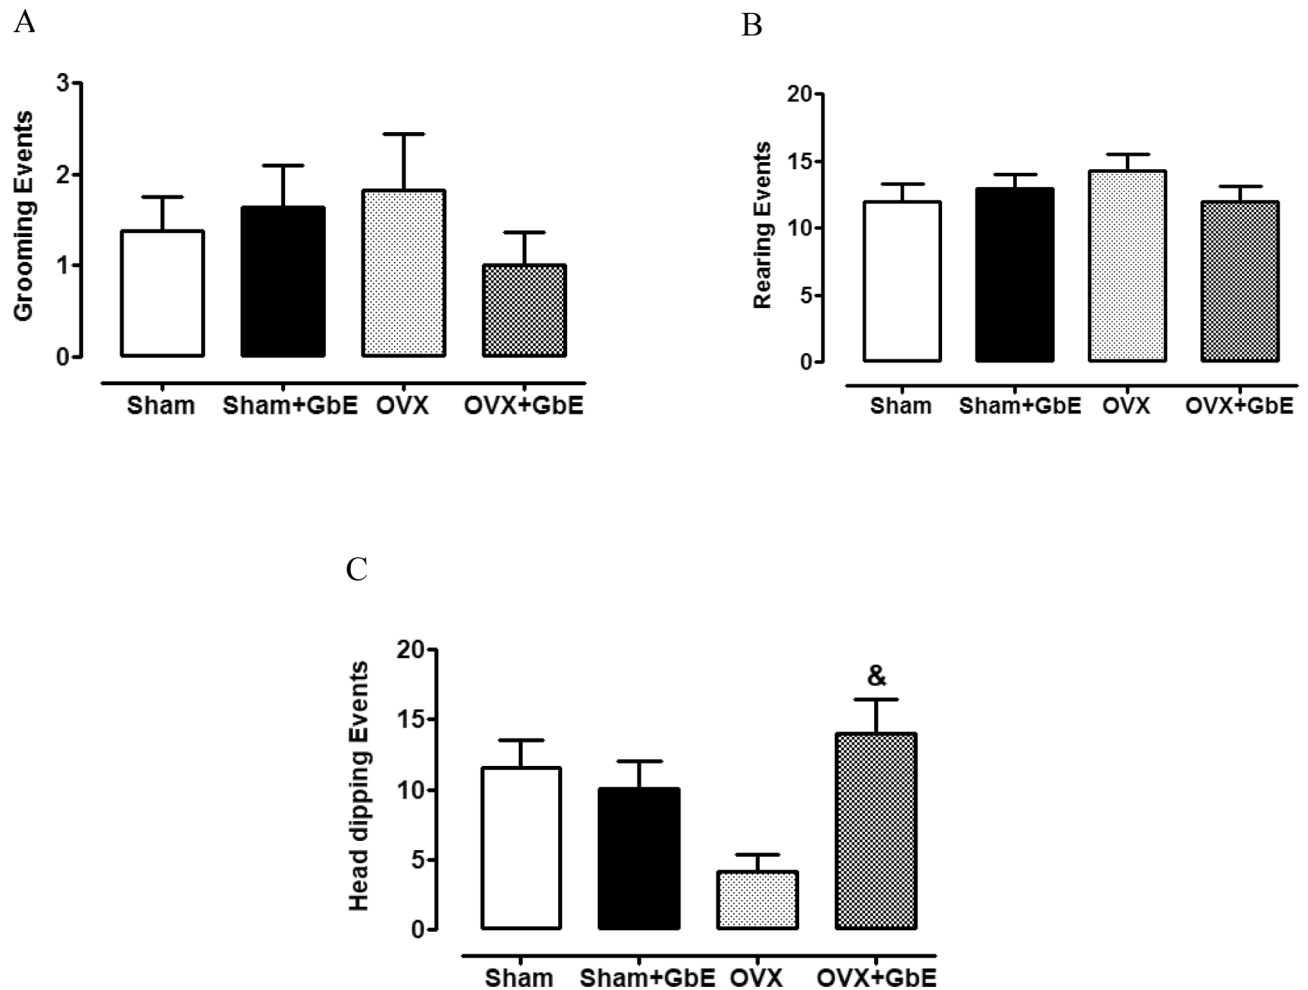 A
Grooming Events
3
2
1
0
Sham Sham+GbE OVX OVX+GbE
B
Rearing Events
20
15
10
5
0
Sham Sham+GbE OVX OVX+GbE
C
Head dipping Events
20
15
10
5
0
&
Sham Sham+GbE OVX OVX+GbE